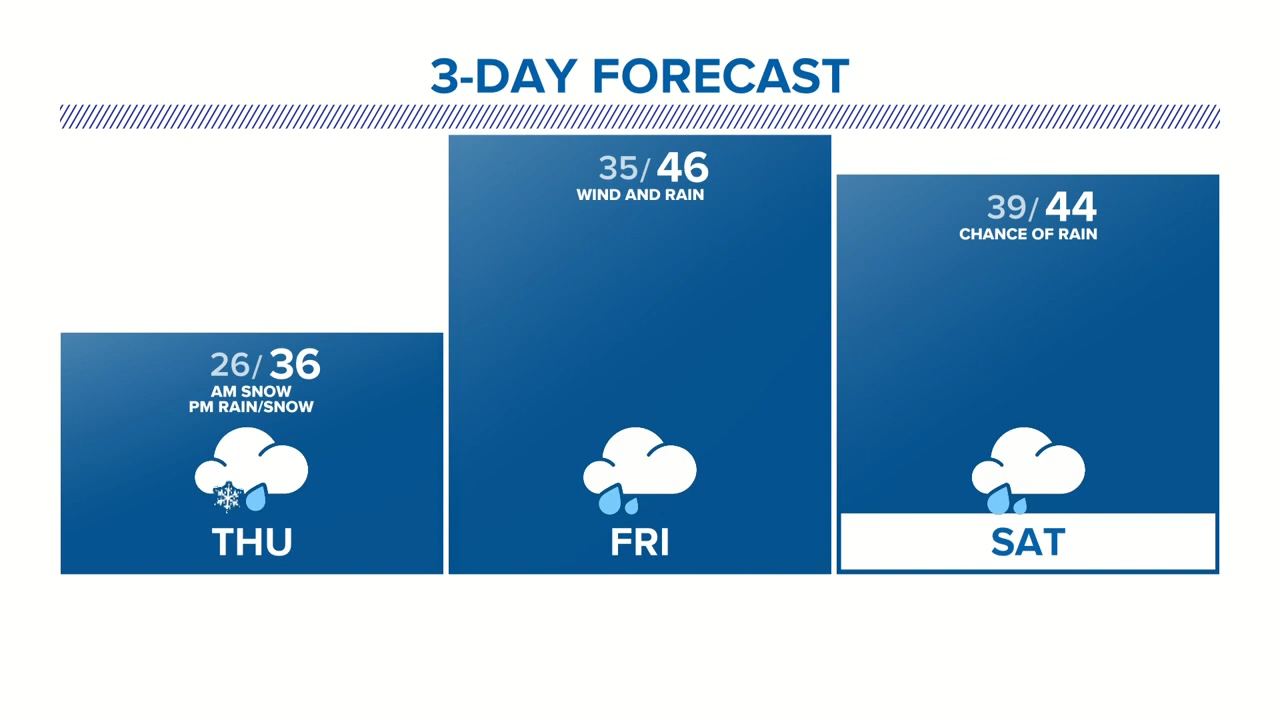 3-DAY FORECAST
26/ 36
AM SNOW
PM RAIN/SNOW
THU
35/ 46
WIND AND RAIN
FRI
39/ 44
CHANCE OF RAIN
SAT